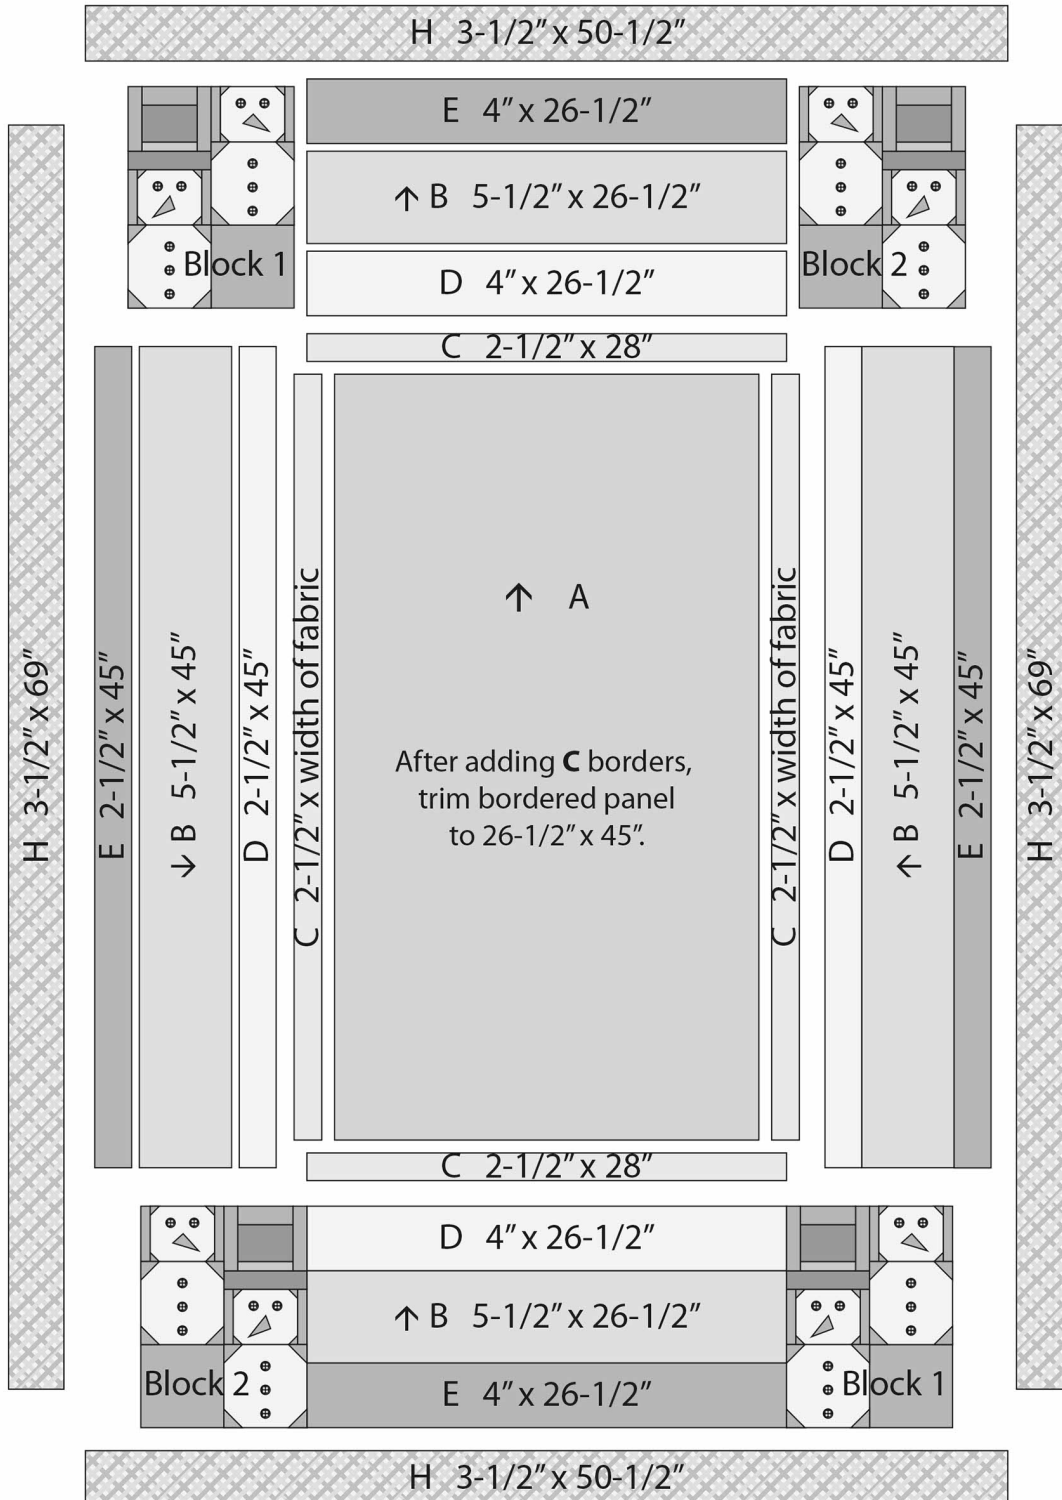 H 3-1/2” x 50-1/2”
E 4” x 26-1/2”
↑ B 5-1/2” x 26-1/2”
Block 1
Block 2
D 4” x 26-1/2”
C 2-1/2” x 28”
H 3-1/2” x 69”
E 2-1/2” x 45”
↓ B 5-1/2” x 45”
D 2-1/2” x 45”
C 2-1/2” x width of fabric
↑ A
After adding C borders,
trim bordered panel
to 26-1/2” x 45”.
C 2-1/2” x width of fabric
D 2-1/2” x 45”
↑ B 5-1/2” x 45”
E 2-1/2” x 45”
H 3-1/2” x 69”
C 2-1/2” x 28”
D 4” x 26-1/2”
↑ B 5-1/2” x 26-1/2”
Block 2
E 4” x 26-1/2”
Block 1
H 3-1/2” x 50-1/2”